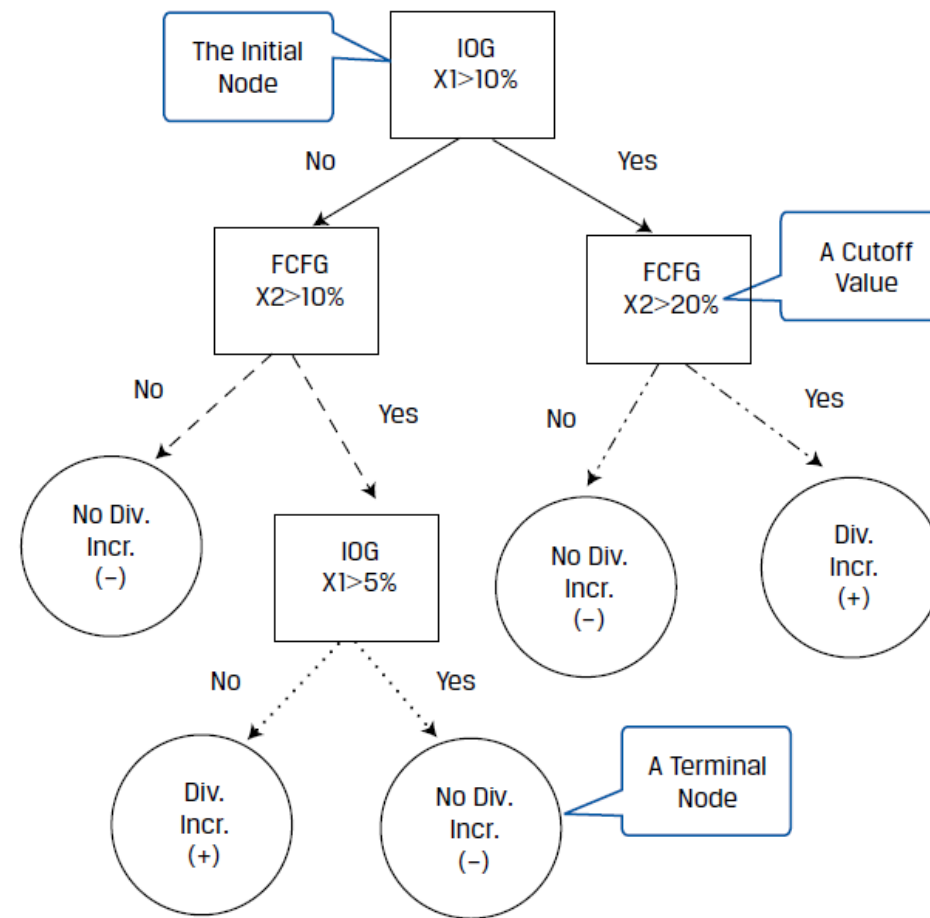 The Initial
Node
IOG
X1>10%
No
Yes
FCFG
X2>10%
FCFG
X2>20%
A Cutoff
Value
No
Yes
No
Yes
No Div.
Incr.
(–)
IOG
X1>5%
No Div.
Incr.
(–)
Div.
Incr.
(+)
No
Yes
Div.
Incr.
(+)
No Div.
Incr.
(–)
A Terminal
Node